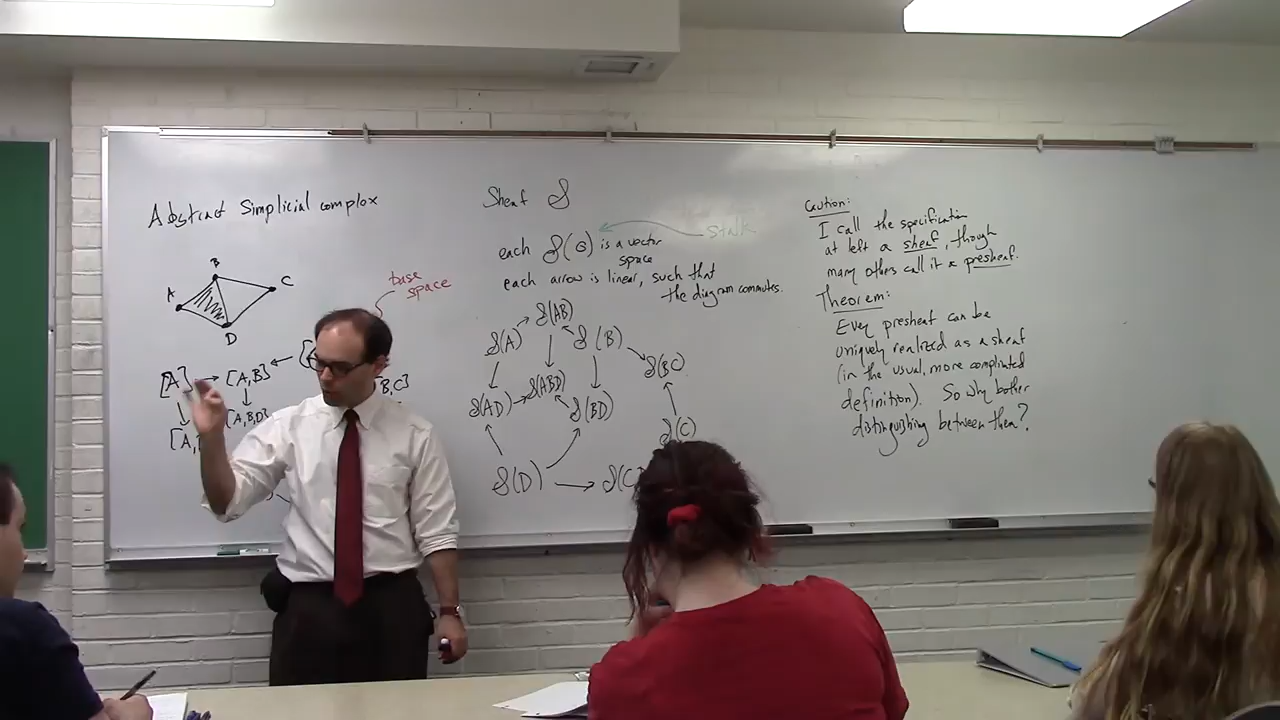 Abstract Simplicial complex
B
A
C
D
base
space
[A] → [A,B] ←
[B,C]
[A,B,D]
Sheaf 𝒮
stalk
each 𝒮(σ) is a vector
space
each arrow is linear, such that
the diagram commutes.
𝒮(AB)
𝒮(A) 𝒮(B)
𝒮(BC)
𝒮(ABD)
𝒮(AD) 𝒮(BD)
𝒮(C)
𝒮(D) → 𝒮(C
Caution:
I call the specification
at left a sheaf, though
many others call it a presheaf.
Theorem:
Every presheaf can be
uniquely realized as a sheaf
(in the usual, more complicated
definition). So why bother
distinguishing between them?